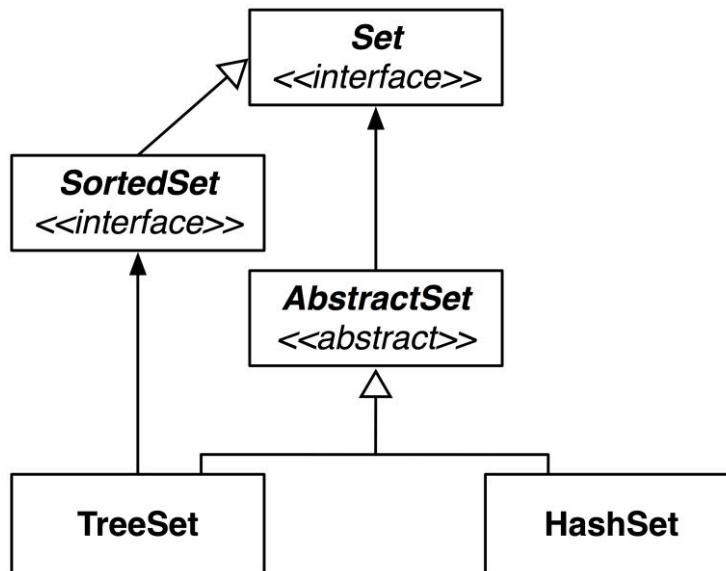 Set
<<interface>>
SortedSet
<<interface>>
AbstractSet
<<abstract>>
TreeSet
HashSet